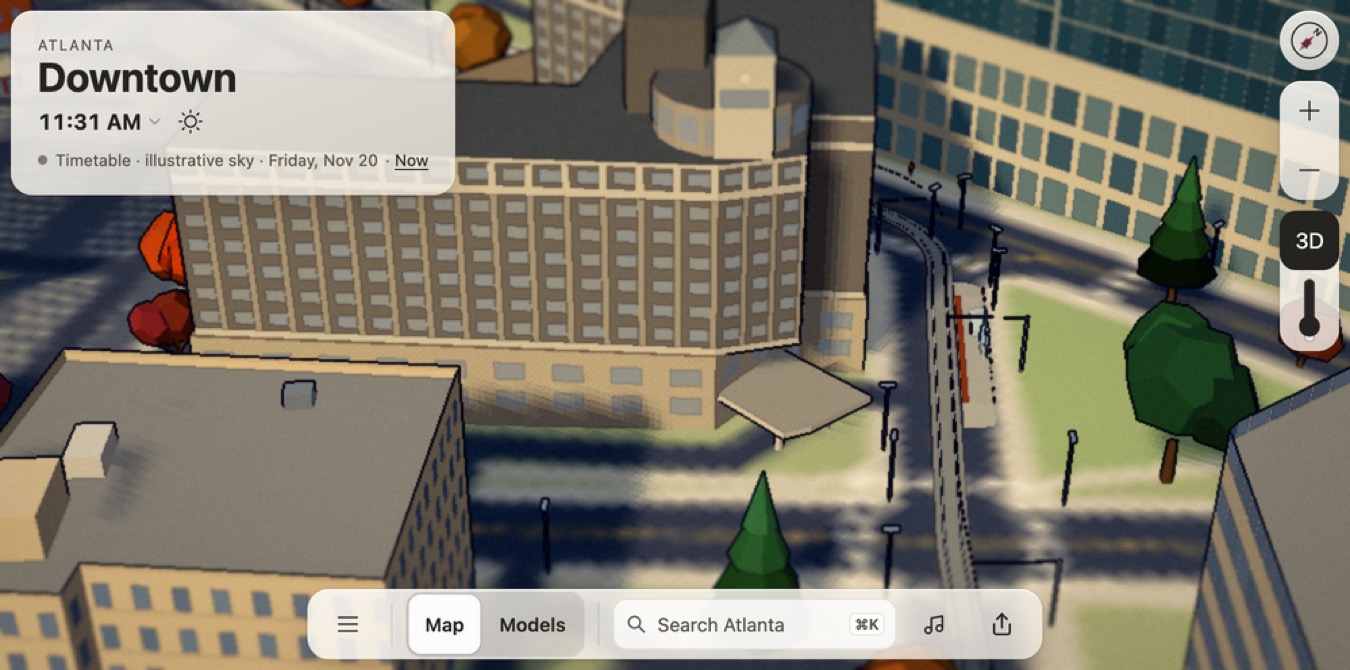 ATLANTA
Downtown
11:31 AM
Timetable · illustrative sky · Friday, Nov 20 · Now
3D
Map
Models
Search Atlanta
⌘K